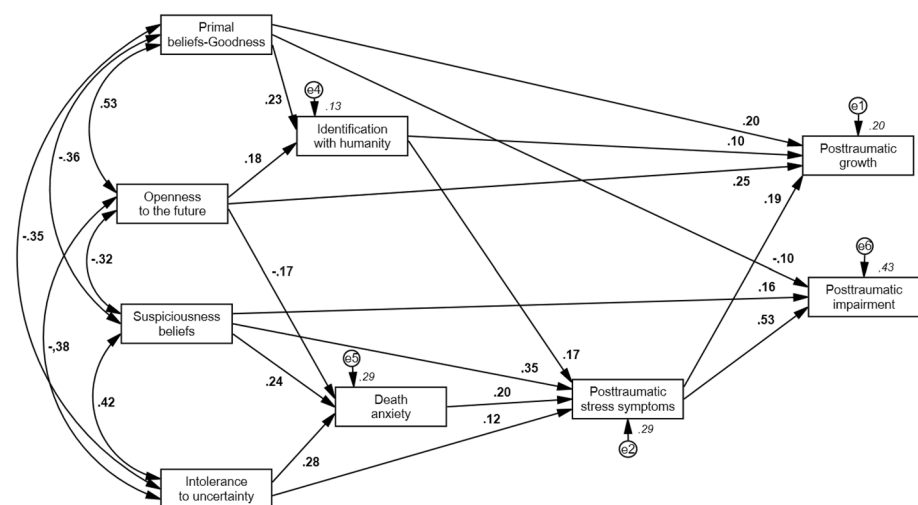 Primal
beliefs-Goodness
.53
.23
e4
.13
Identification
with humanity
.20
e1
.20
Posttraumatic
growth
.10
-.36
.18
.25
Openness
to the future
.19
-.35
-.32
-.17
-.10
e6
.43
Posttraumatic
impairment
.16
Suspiciousness
beliefs
.53
-,38
.35
.17
.24
e5
.29
Death
anxiety
.20
Posttraumatic
stress symptoms
.42
.12
.29
e2
.28
Intolerance
to uncertainty